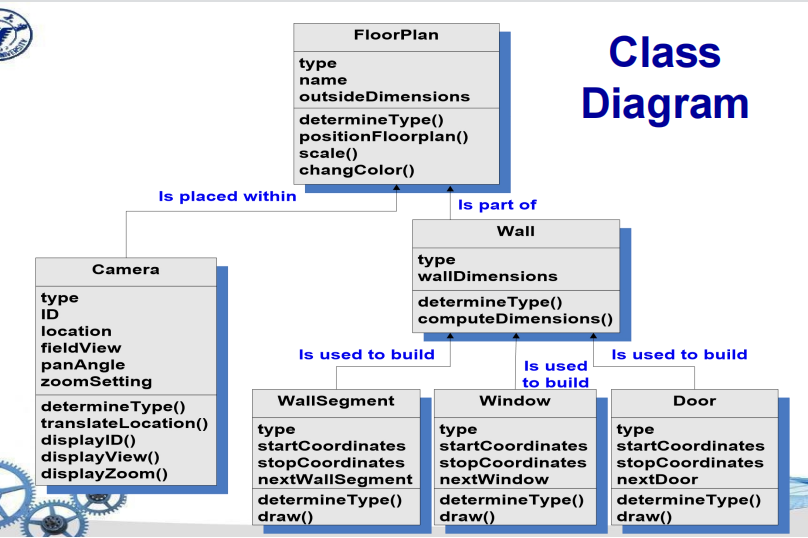 Class
Diagram
FloorPlan
type
name
outsideDimensions
determineType()
positionFloorplan()
scale()
changColor()
Is placed within
Is part of
Camera
type
ID
location
fieldView
panAngle
zoomSetting
determineType()
translateLocation()
displayID()
displayView()
displayZoom()
Wall
type
wallDimensions
determineType()
computeDimensions()
Is used to build
Is used
to build
Is used to build
WallSegment
type
startCoordinates
stopCoordinates
nextWallSegment
determineType()
draw()
Window
type
startCoordinates
stopCoordinates
nextWindow
determineType()
draw()
Door
type
startCoordinates
stopCoordinates
nextDoor
determineType()
draw()